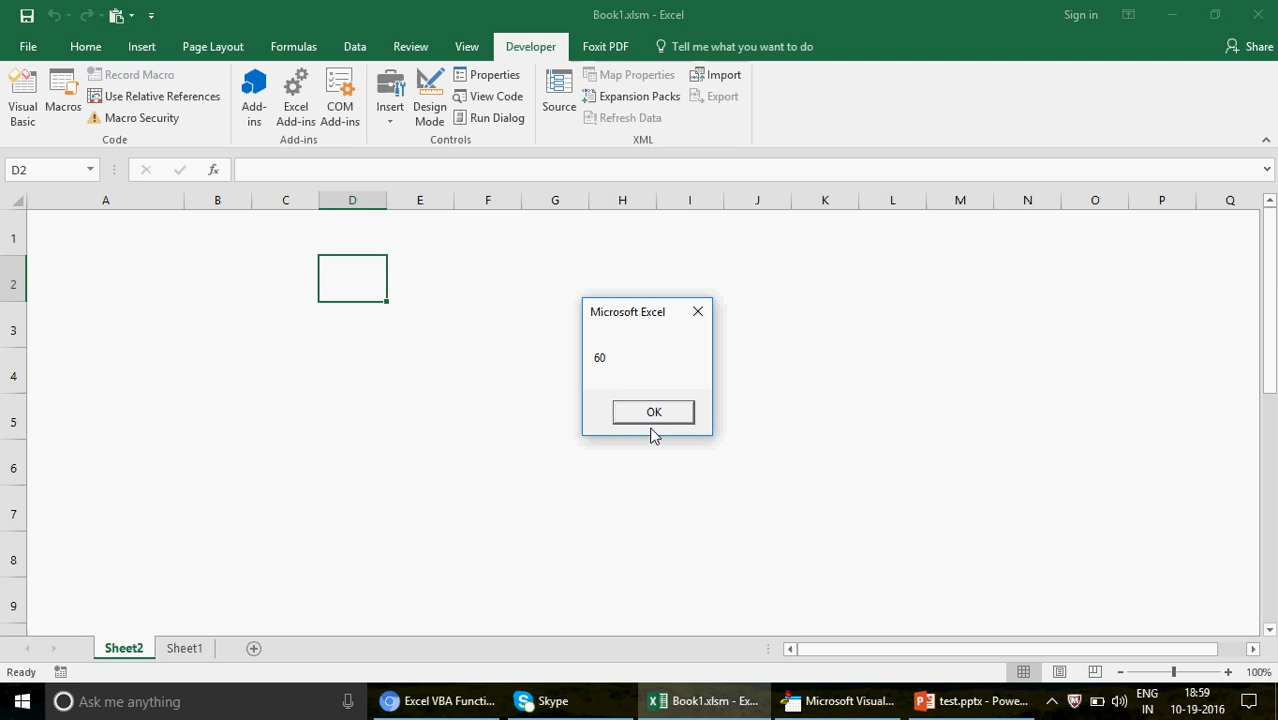 Book1.xlsm - Excel
Sign in
File Home Insert Page Layout Formulas Data Review View Developer Foxit PDF Tell me what you want to do Share
Visual Basic
Macros
Record Macro
Use Relative References
Macro Security
Code
Add-ins
Excel Add-ins
COM Add-ins
Add-ins
Insert
Design Mode
Properties
View Code
Run Dialog
Controls
Source
Map Properties
Expansion Packs
Refresh Data
Import
Export
XML
D2
fx
A B C D E F G H I J K L M N O P Q
1
2
3
4
5
6
7
8
9
Microsoft Excel
60
OK
Sheet2 Sheet1
Ready
100%
Ask me anything
Excel VBA Functi...
Skype
Book1.xlsm - Ex...
Microsoft Visual...
test.pptx - Powe...
ENG
IN
18:59
10-19-2016